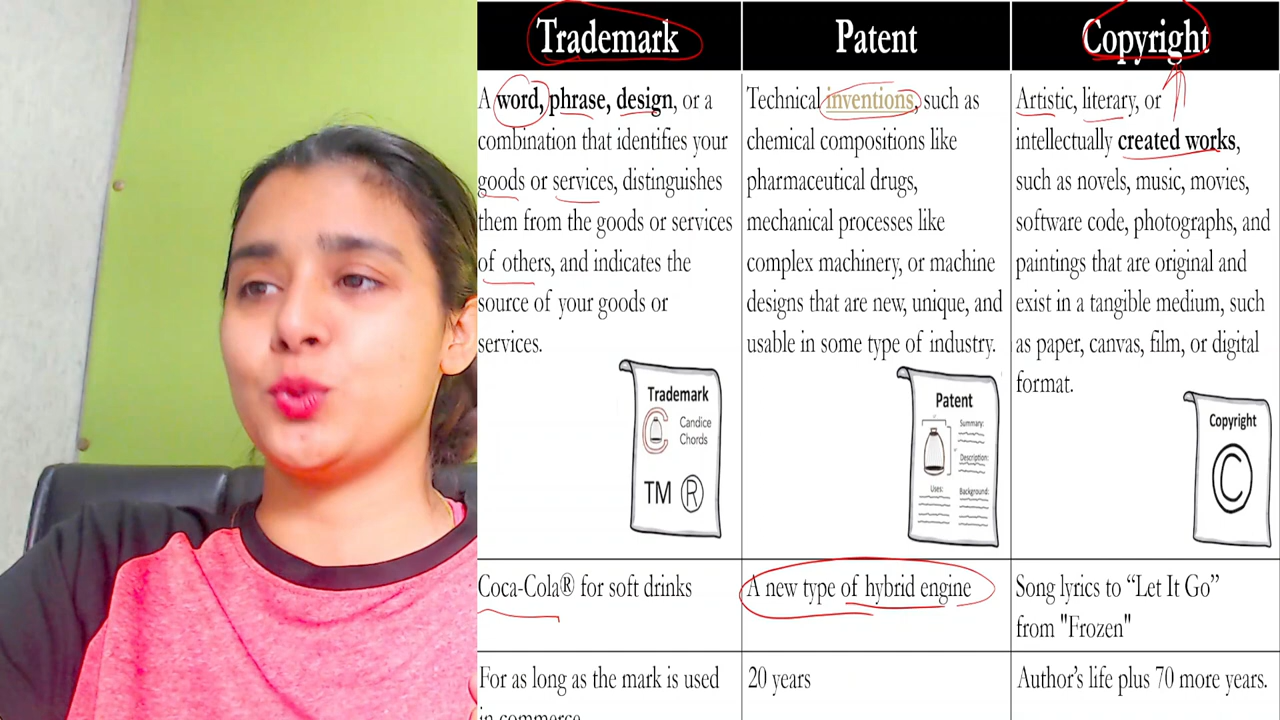 Trademark
Patent
Copyright
A word, phrase, design, or a
combination that identifies your
goods or services, distinguishes
them from the goods or services
of others, and indicates the
source of your goods or
services.
Trademark
C Candice
Chords
TM ®
Technical inventions, such as
chemical compositions like
pharmaceutical drugs,
mechanical processes like
complex machinery, or machine
designs that are new, unique, and
usable in some type of industry.
Patent
Summary:
Description:
Uses:
Background:
Artistic, literary, or
intellectually created works,
such as novels, music, movies,
software code, photographs, and
paintings that are original and
exist in a tangible medium, such
as paper, canvas, film, or digital
format.
Copyright
©
Coca-Cola® for soft drinks
A new type of hybrid engine
Song lyrics to “Let It Go”
from "Frozen"
For as long as the mark is used
in commerce
20 years
Author’s life plus 70 more years.